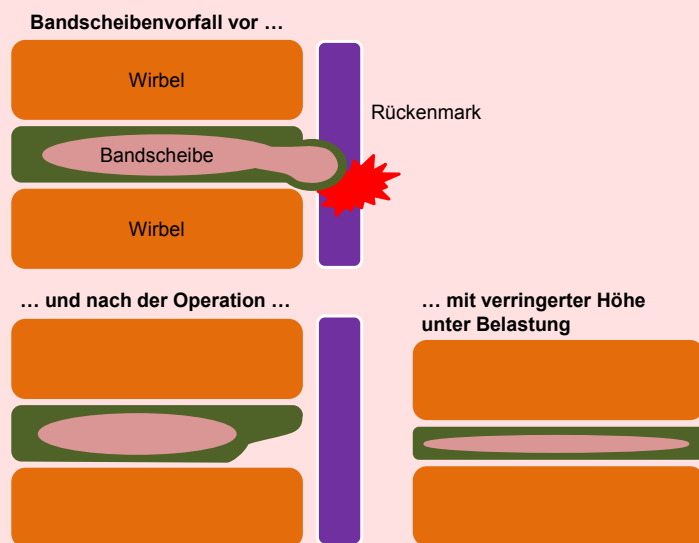 Bandscheibenvorfall vor …
Wirbel
Rückenmark
Bandscheibe
Wirbel
… und nach der Operation …
… mit verringerter Höhe
unter Belastung